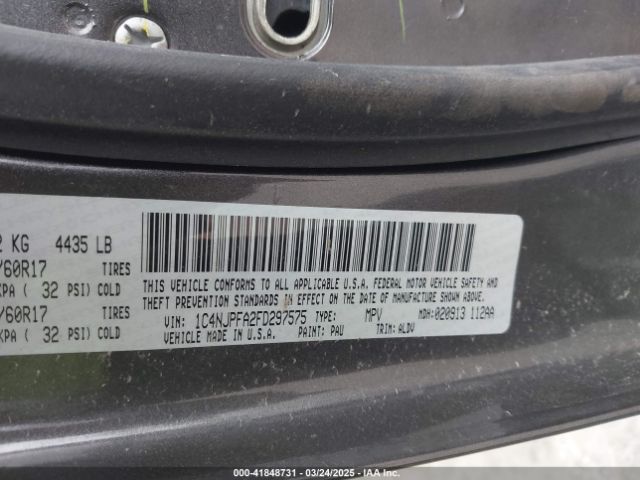 2 KG 4435 LB
/60R17 TIRES
KPA ( 32 PSI) COLD
/60R17 TIRES
KPA ( 32 PSI) COLD
THIS VEHICLE CONFORMS TO ALL APPLICABLE U.S.A. FEDERAL MOTOR VEHICLE SAFETY AND
THEFT PREVENTION STANDARDS IN EFFECT ON THE DATE OF MANUFACTURE SHOWN ABOVE.
VIN: 1C4NJPFA2FD297575 TYPE: MPV MDH:020913 112AA
VEHICLE MADE IN U.S.A. PAINT: PAU TRIM: ALDV
000-41848731 - 03/24/2025 - IAA Inc.